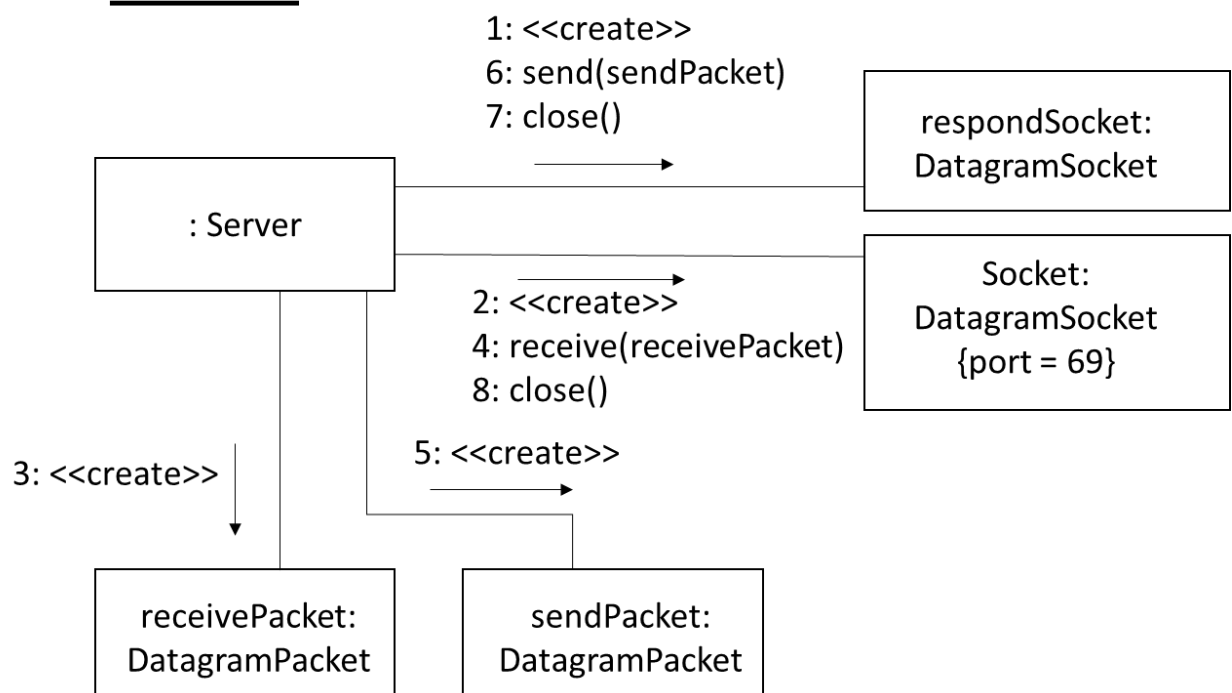 1: <<create>>
6: send(sendPacket)
7: close()
respondSocket:
DatagramSocket
: Server
Socket:
DatagramSocket
{port = 69}
2: <<create>>
4: receive(receivePacket)
8: close()
3: <<create>>
5: <<create>>
receivePacket:
DatagramPacket
sendPacket:
DatagramPacket